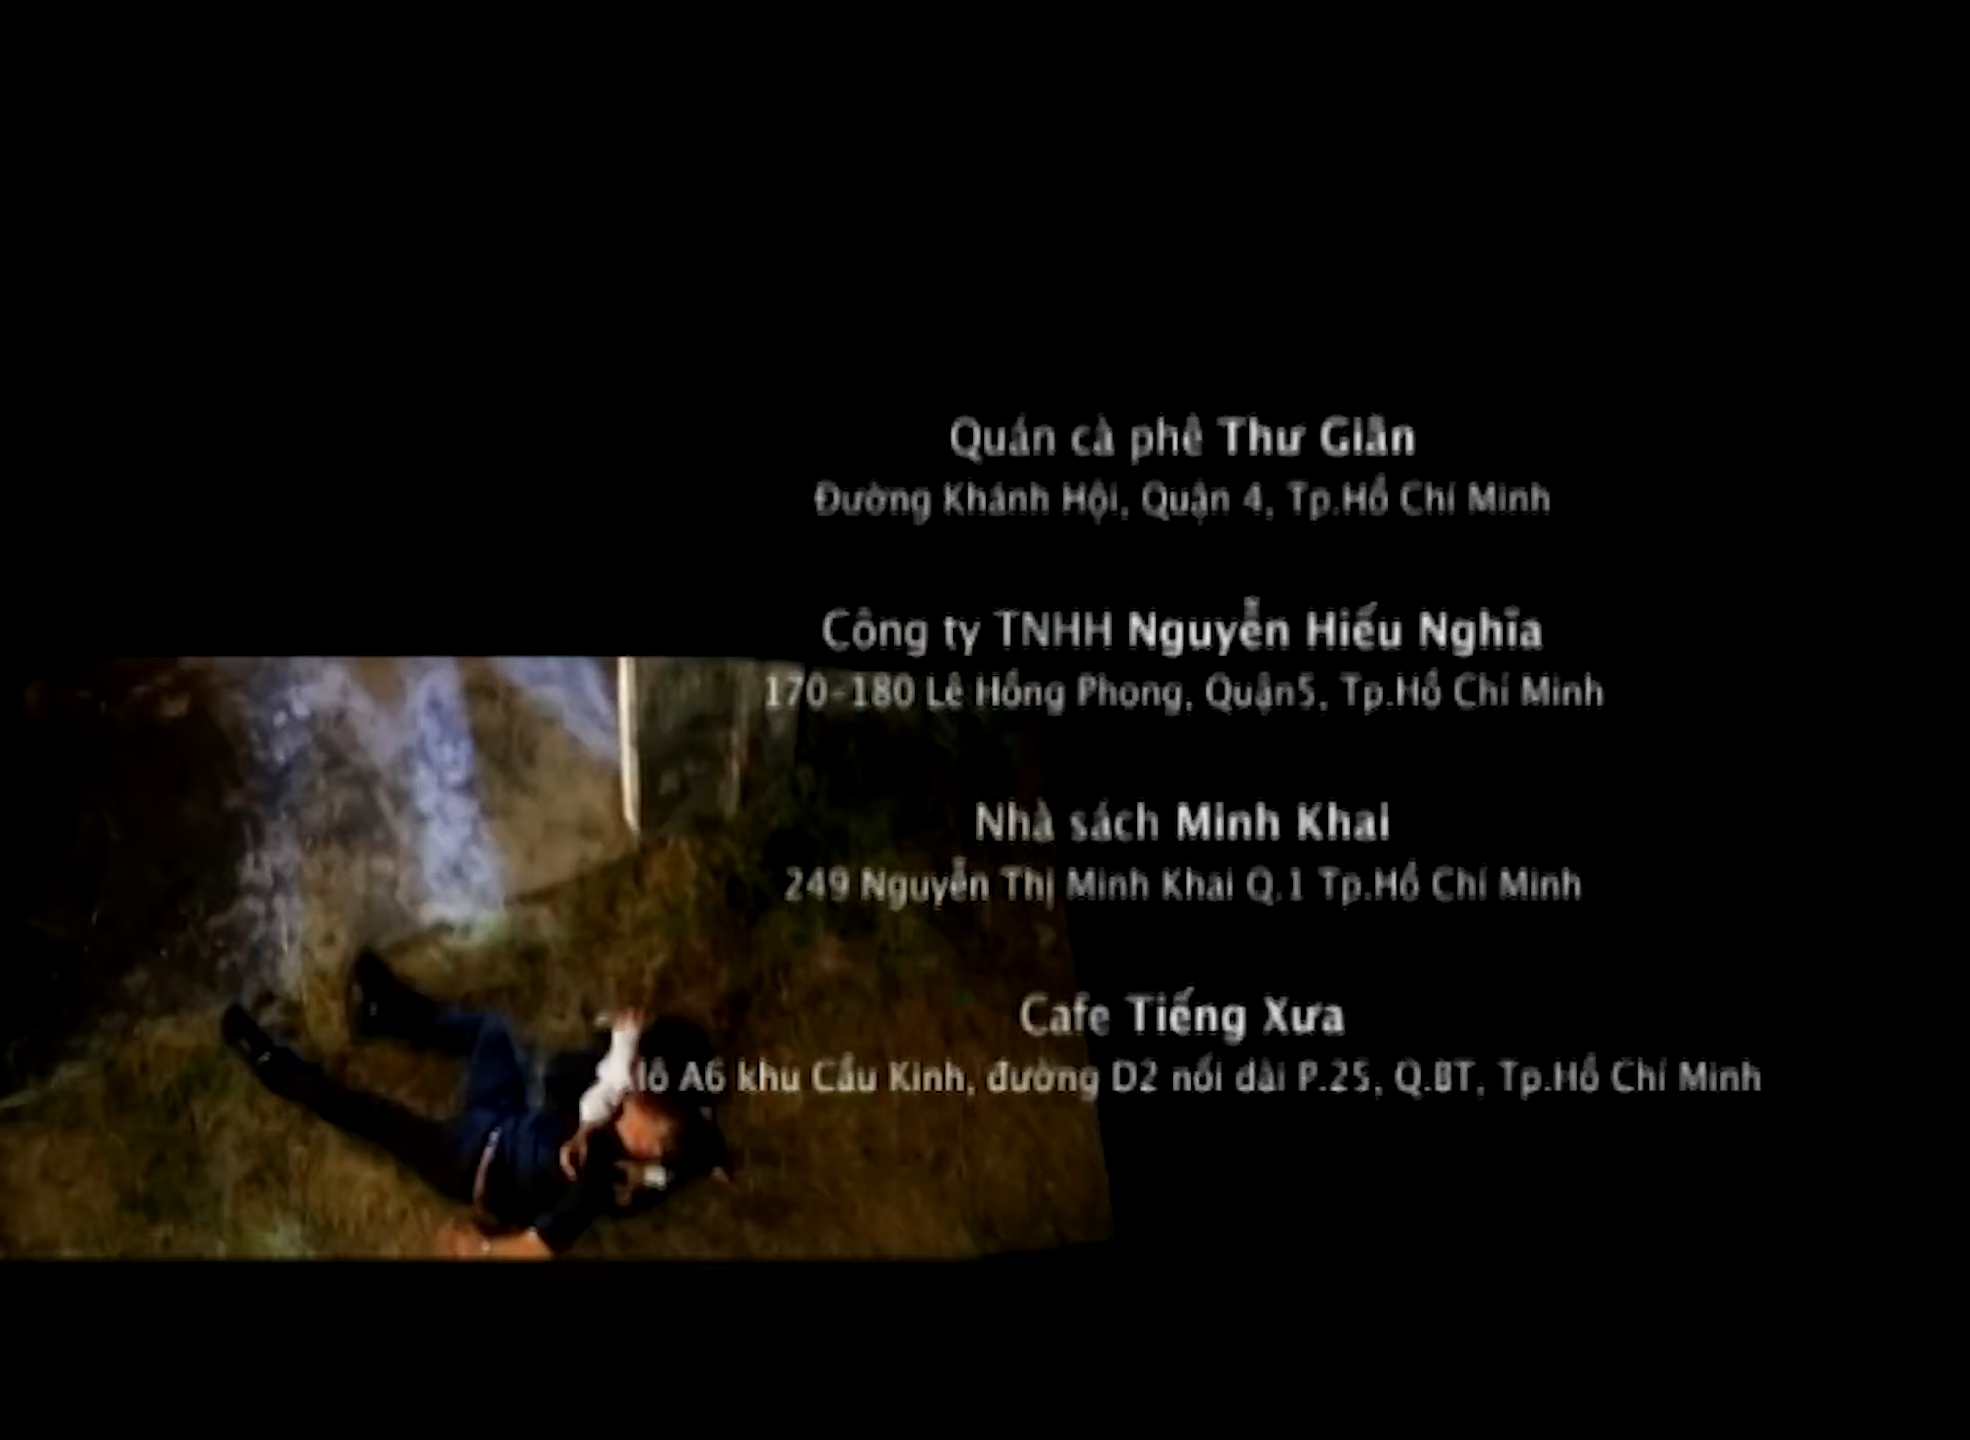 Quán cà phê Thư Giãn
Đường Khánh Hội, Quận 4, Tp.Hồ Chí Minh
Công ty TNHH Nguyễn Hiếu Nghĩa
170-180 Lê Hồng Phong, Quận5, Tp.Hồ Chí Minh
Nhà sách Minh Khai
249 Nguyễn Thị Minh Khai Q.1 Tp.Hồ Chí Minh
Cafe Tiếng Xưa
lô A6 khu Cầu Kinh, đường D2 nối dài P.25, Q.BT, Tp.Hồ Chí Minh